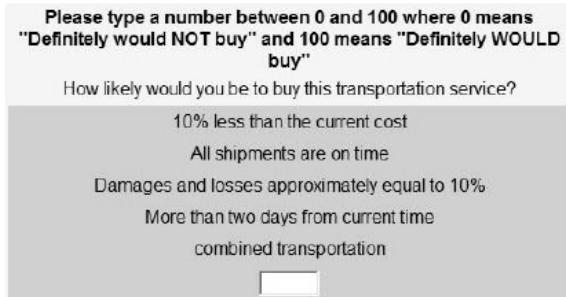 Please type a number between 0 and 100 where 0 means
"Definitely would NOT buy" and 100 means "Definitely WOULD
buy"
How likely would you be to buy this transportation service?
10% less than the current cost
All shipments are on time
Damages and losses approximately equal to 10%
More than two days from current time
combined transportation